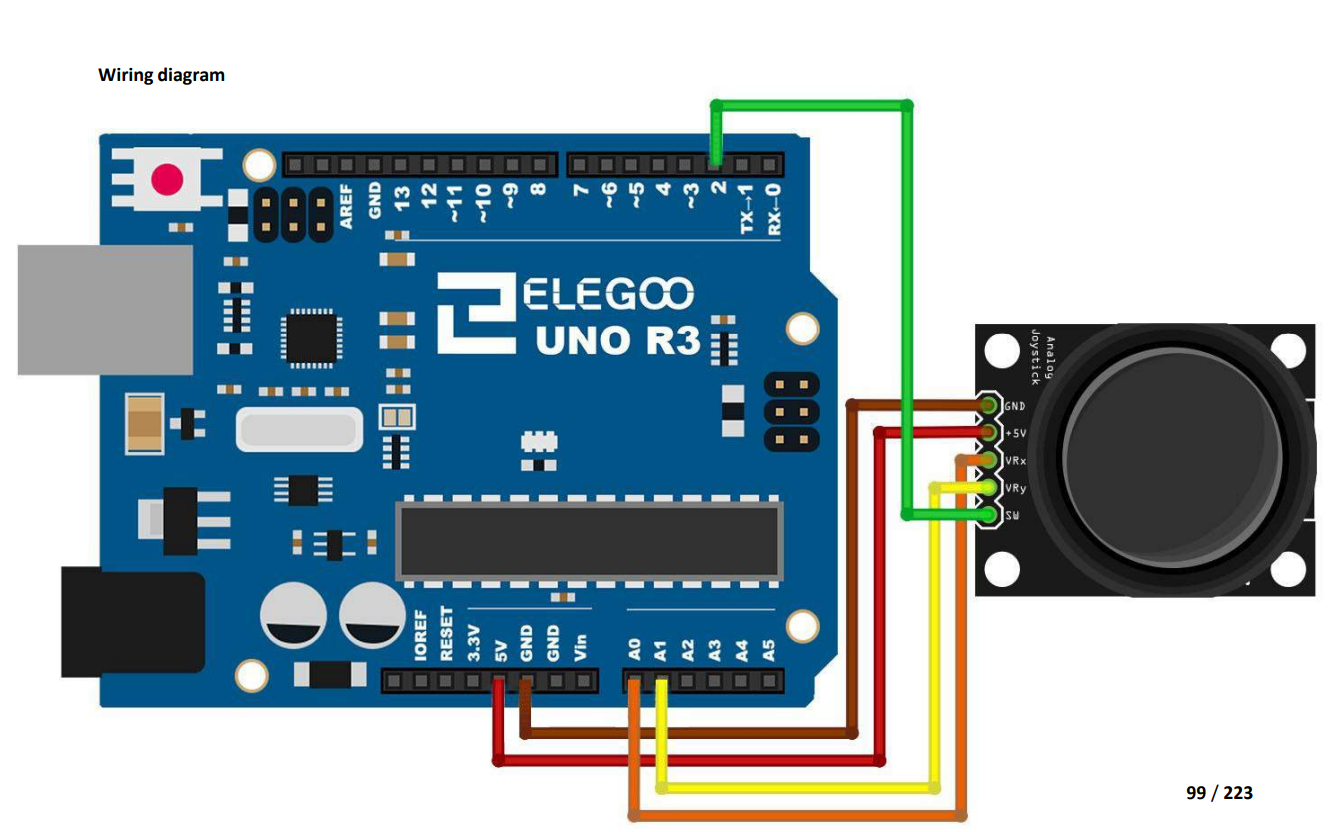 Wiring diagram
AREF
GND
13
12
~11
~10
~9
8
7
~6
~5
4
~3
2
TX→1
RX←0
ELEGOO
UNO R3
Analog
Joystick
GND
+5V
VRx
VRy
SW
IOREF
RESET
3.3V
5V
GND
GND
Vin
A0
A1
A2
A3
A4
A5
99 / 223